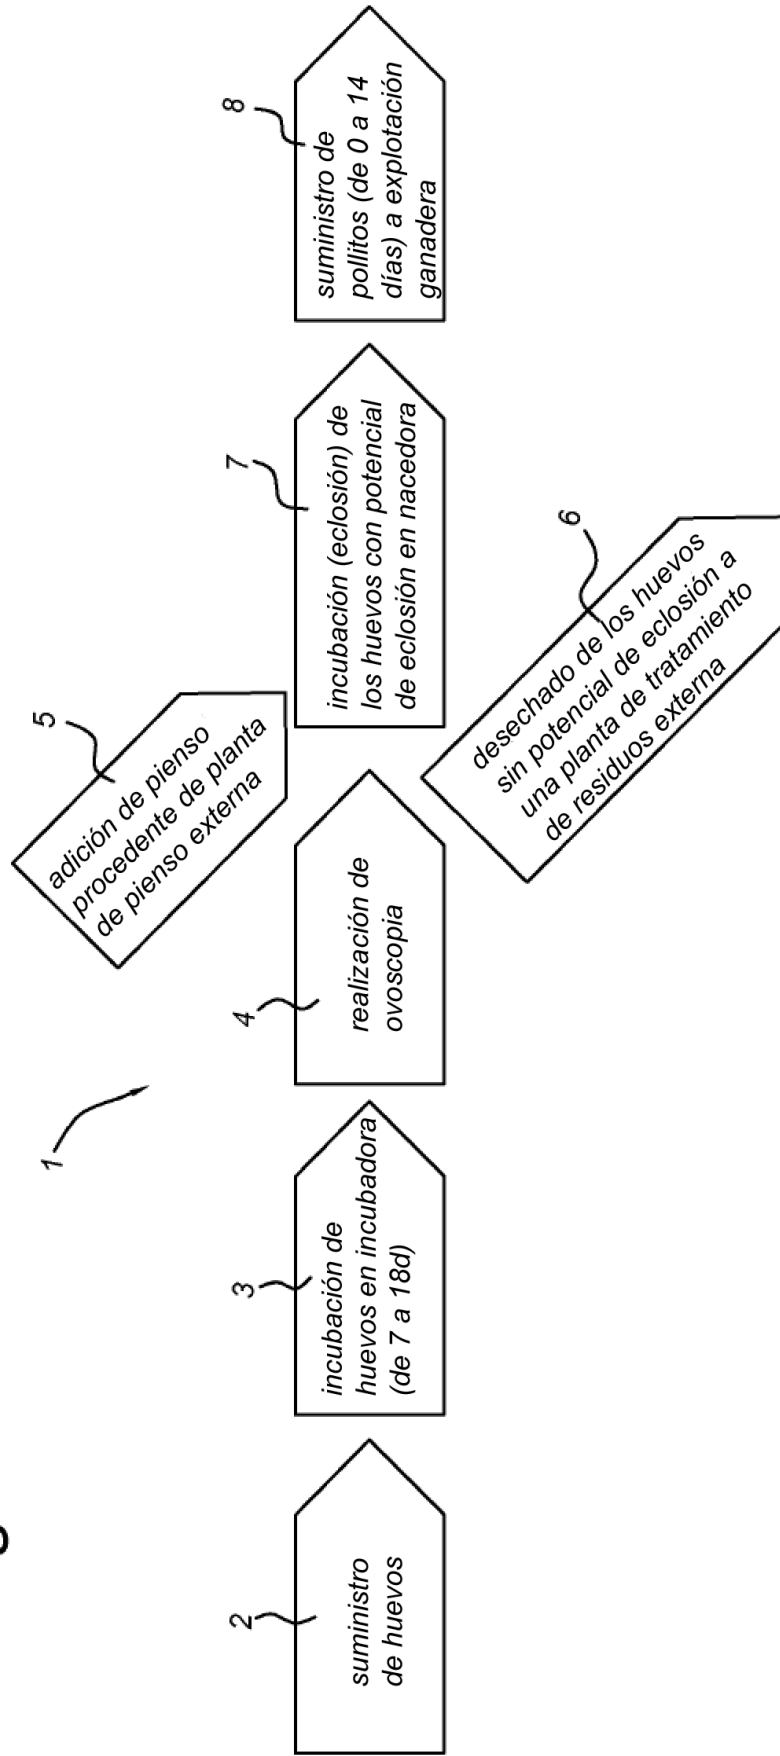 1
2
suministro
de huevos
3
incubación de
huevos en incubadora
(de 7 a 18d)
4
realización de
ovoscopia
5
adición de pienso
procedente de planta
de pienso externa
6
desechado de los huevos
sin potencial de eclosión a
una planta de tratamiento
de residuos externa
7
incubación (eclosión) de
los huevos con potencial
de eclosión en nacedora
8
suministro de
pollitos (de 0 a 14
días) a explotación
ganadera